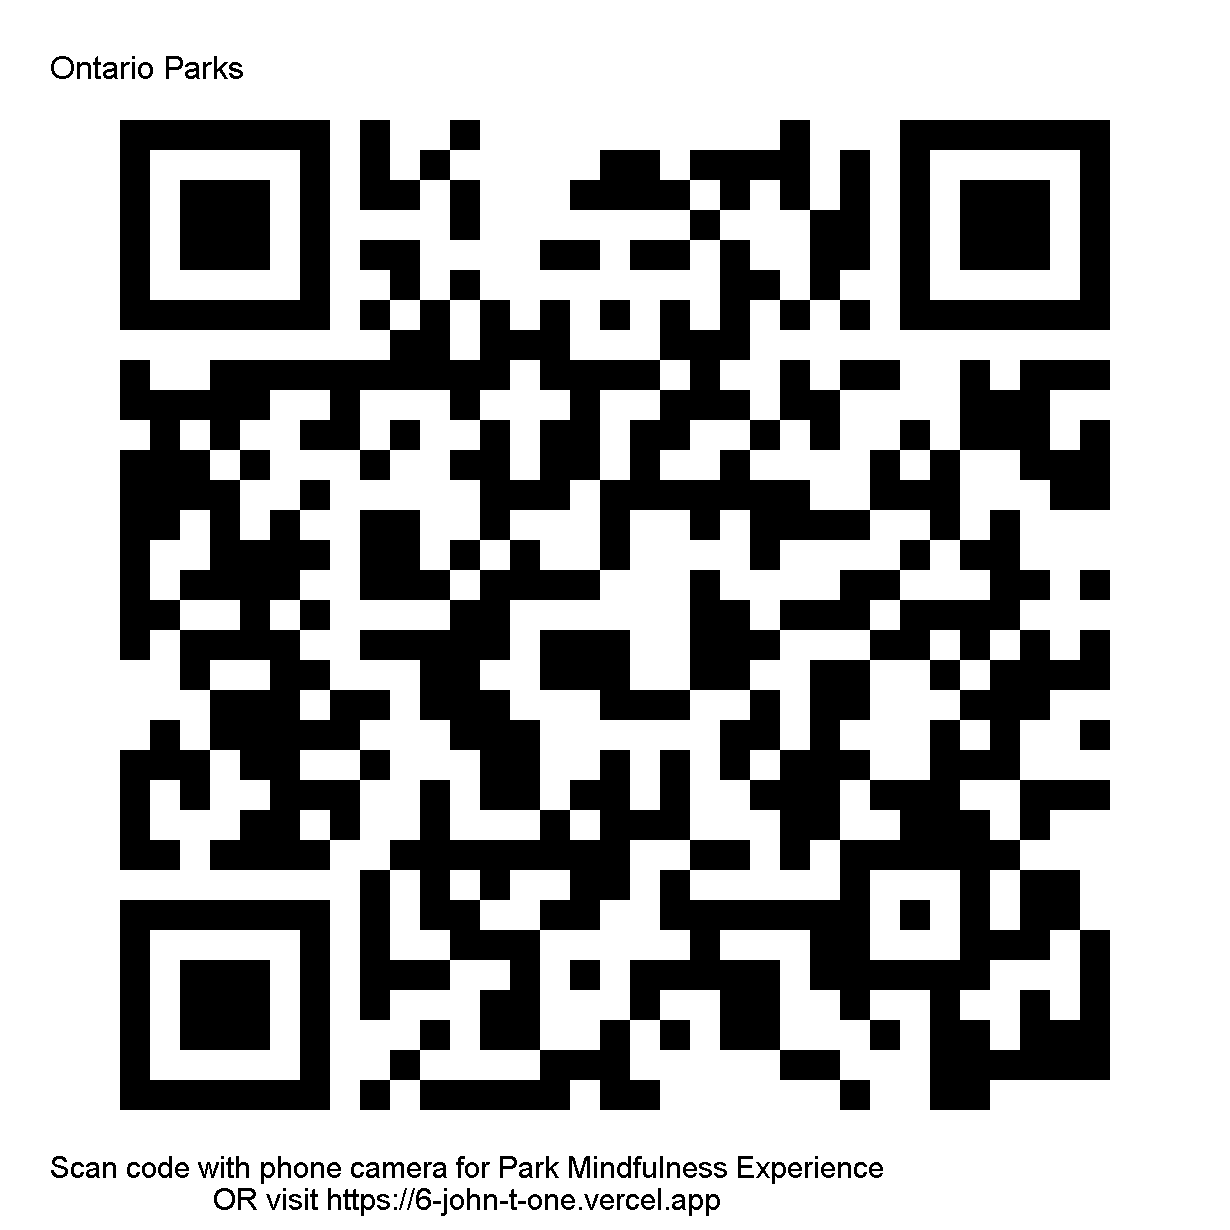 Ontario Parks
Scan code with phone camera for Park Mindfulness Experience
OR visit https://6-john-t-one.vercel.app